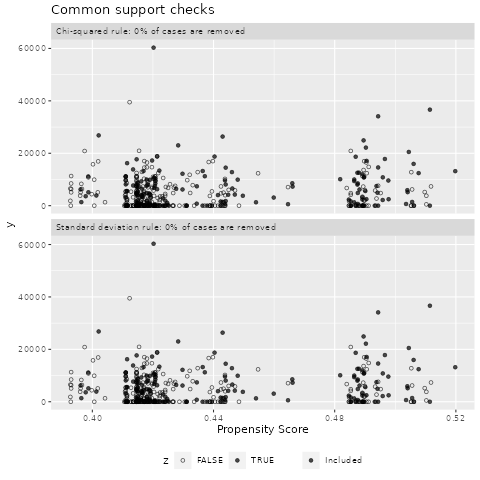 Common support checks
Chi-squared rule: 0% of cases are removed
60000
40000
20000
0
Standard deviation rule: 0% of cases are removed
60000
40000
20000
0
y
0.40 0.44 0.48 0.52
Propensity Score
z FALSE TRUE Included